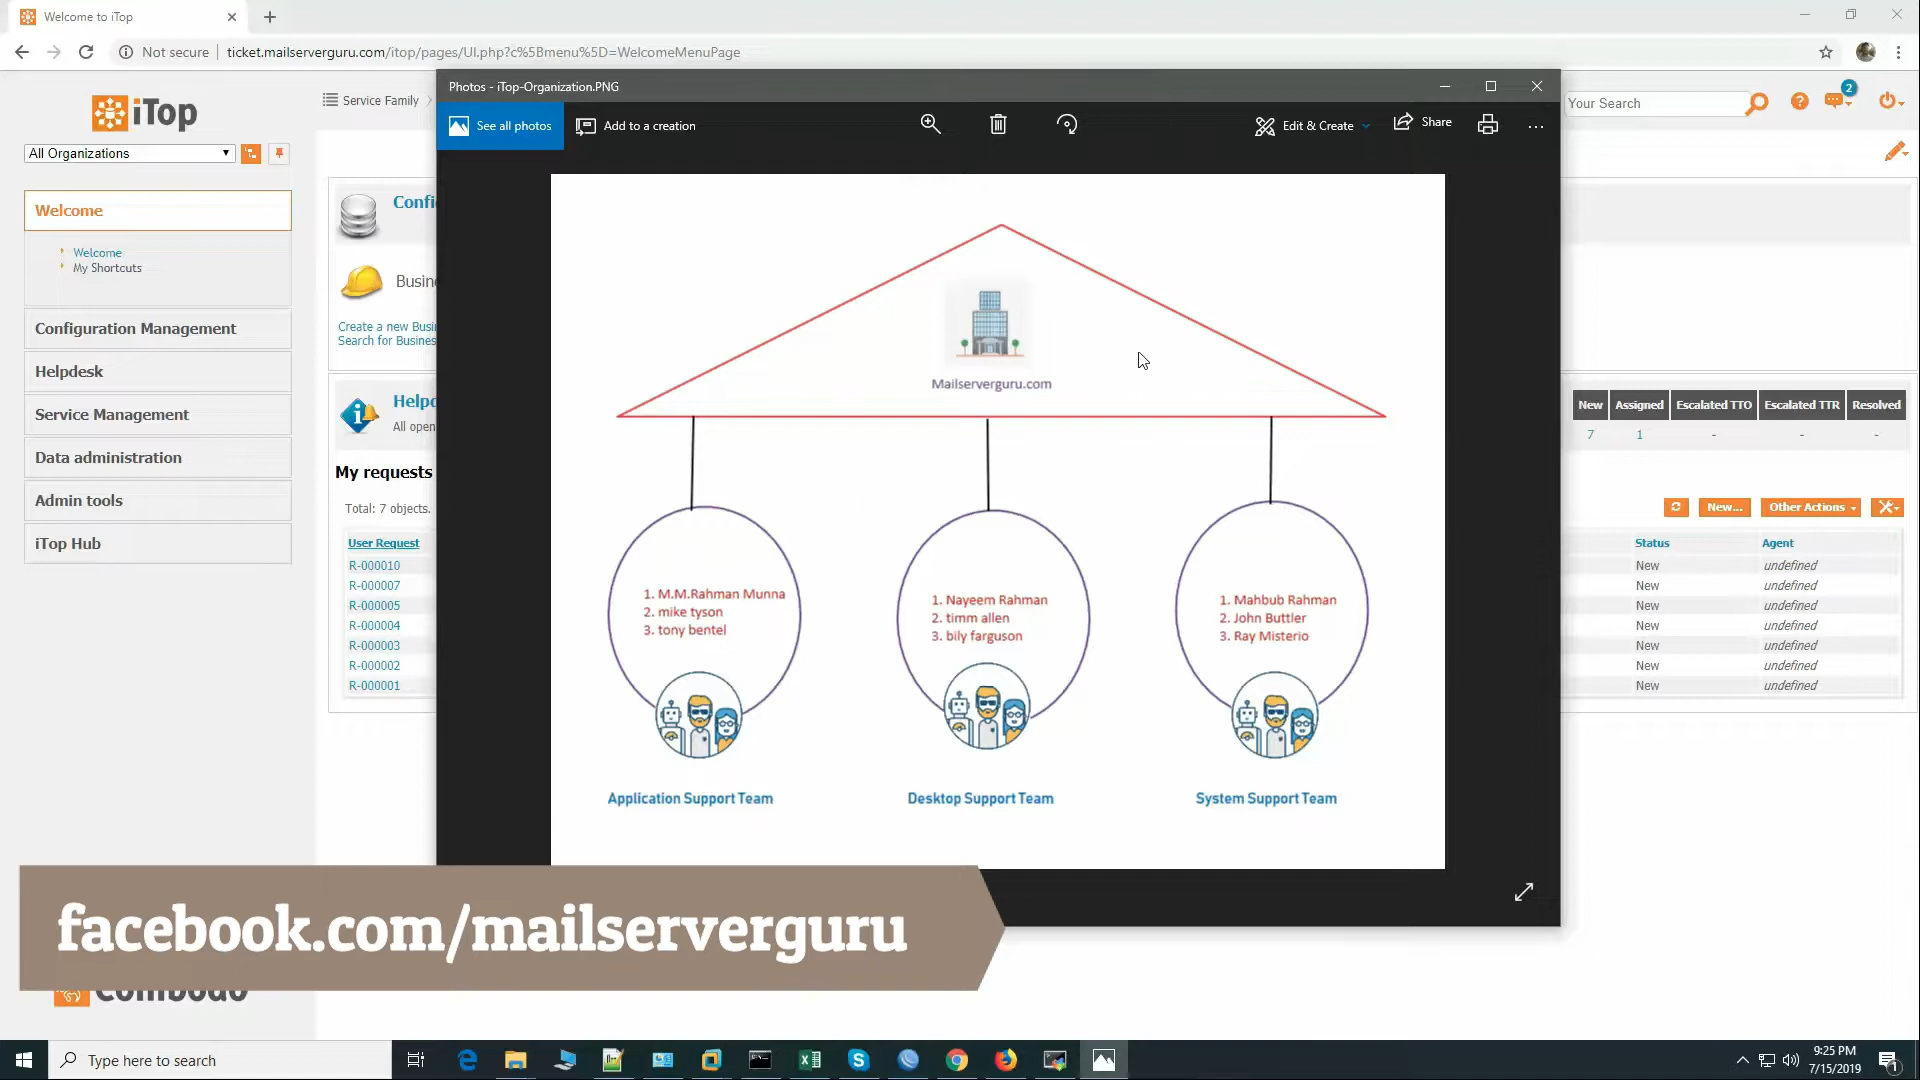 Welcome to iTop
Not secure
ticket.mailserverguru.com/itop/pages/UI.php?c%5Bmenu%5D=WelcomeMenuPage
Photos - iTop-Organization.PNG
See all photos
Add to a creation
Edit & Create
Share
iTop
Service Family
Your Search
2
All Organizations
Welcome
Welcome
My Shortcuts
Configuration Management
Helpdesk
Service Management
Data administration
Admin tools
iTop Hub
Confi
Busine
Create a new Busi
Search for Busines
Helpd
All open
My requests
Total: 7 objects.
User Request
R-000010
R-000007
R-000005
R-000004
R-000003
R-000002
R-000001
Mailserverguru.com
1. M.M.Rahman Munna
2. mike tyson
3. tony bentel
Application Support Team
1. Nayeem Rahman
2. timm allen
3. bily farguson
Desktop Support Team
1. Mahbub Rahman
2. John Buttler
3. Ray Misterio
System Support Team
New Assigned Escalated TTO Escalated TTR Resolved
7 1 - - -
New... Other Actions
Status Agent
New undefined
New undefined
New undefined
New undefined
New undefined
New undefined
New undefined
facebook.com/mailserverguru
Combodo
Type here to search
9:25 PM
7/15/2019
1